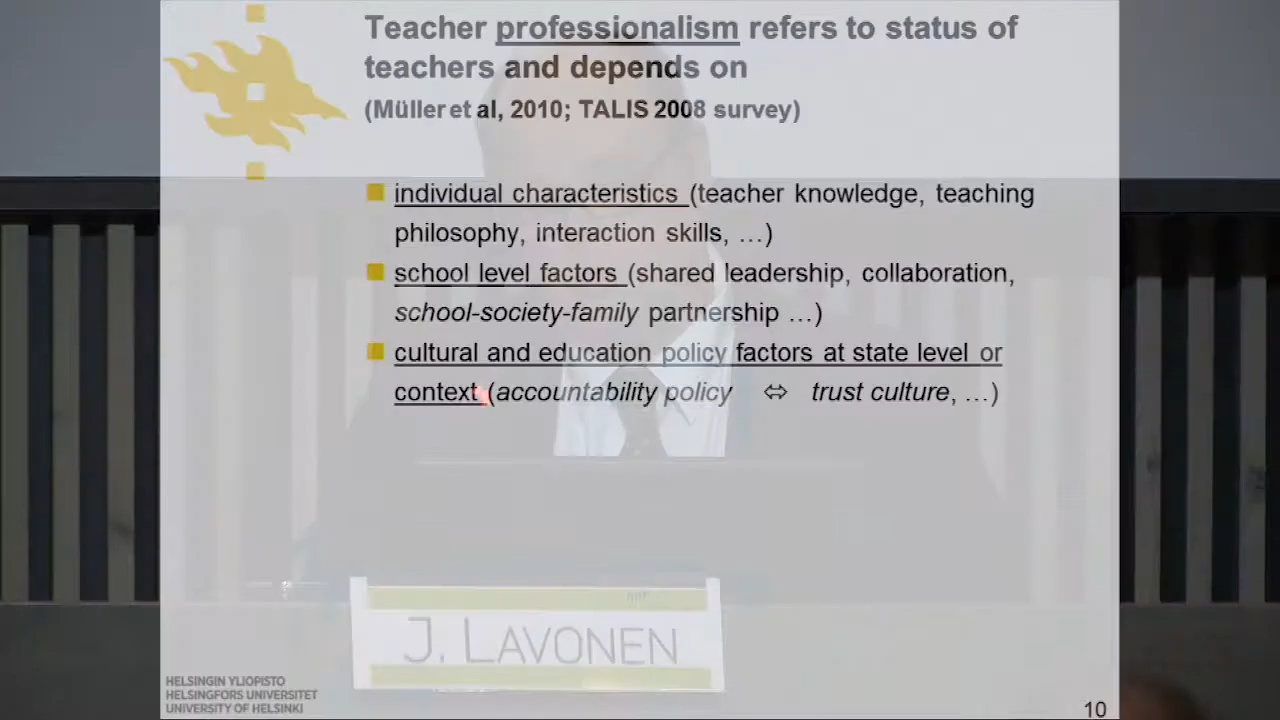 Teacher professionalism refers to status of
teachers and depends on
(Müller et al, 2010; TALIS 2008 survey)
individual characteristics (teacher knowledge, teaching
philosophy, interaction skills, …)
school level factors (shared leadership, collaboration,
school-society-family partnership …)
cultural and education policy factors at state level or
context (accountability policy ⇔ trust culture, …)
J. LAVONEN
HELSINGIN YLIOPISTO
HELSINGFORS UNIVERSITET
UNIVERSITY OF HELSINKI
10